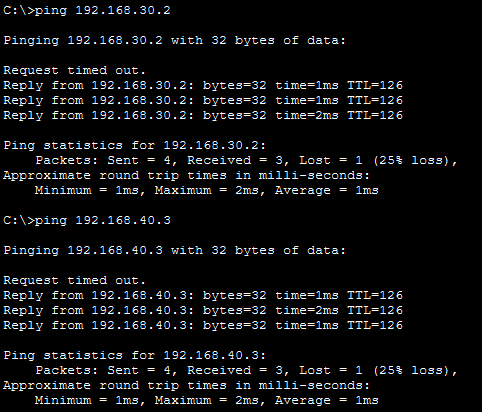 C:\>ping 192.168.30.2
Pinging 192.168.30.2 with 32 bytes of data:
Request timed out.
Reply from 192.168.30.2: bytes=32 time=1ms TTL=126
Reply from 192.168.30.2: bytes=32 time=1ms TTL=126
Reply from 192.168.30.2: bytes=32 time=2ms TTL=126
Ping statistics for 192.168.30.2:
    Packets: Sent = 4, Received = 3, Lost = 1 (25% loss),
Approximate round trip times in milli-seconds:
    Minimum = 1ms, Maximum = 2ms, Average = 1ms
C:\>ping 192.168.40.3
Pinging 192.168.40.3 with 32 bytes of data:
Request timed out.
Reply from 192.168.40.3: bytes=32 time=1ms TTL=126
Reply from 192.168.40.3: bytes=32 time=2ms TTL=126
Reply from 192.168.40.3: bytes=32 time=1ms TTL=126
Ping statistics for 192.168.40.3:
    Packets: Sent = 4, Received = 3, Lost = 1 (25% loss),
Approximate round trip times in milli-seconds:
    Minimum = 1ms, Maximum = 2ms, Average = 1ms